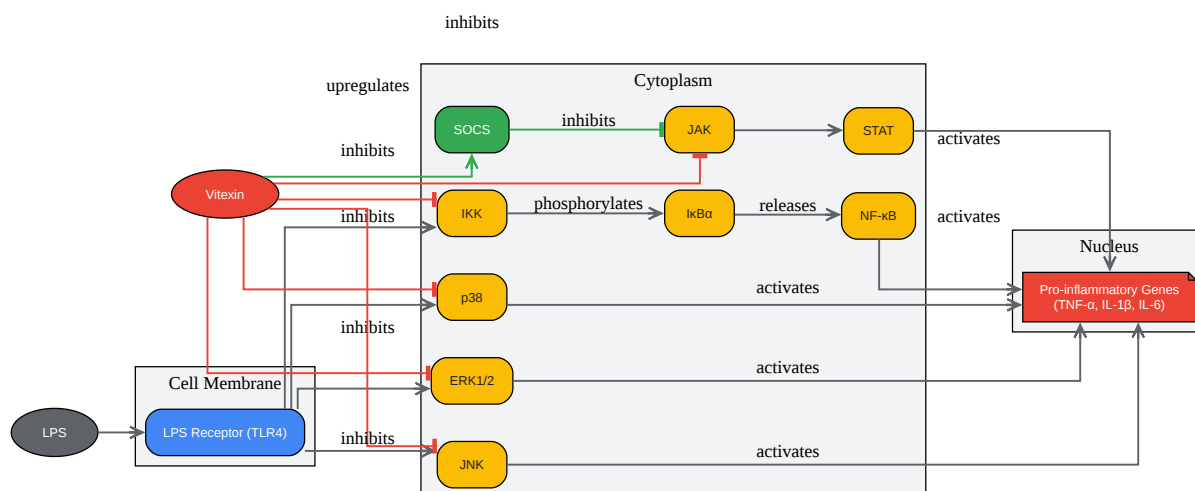 inhibits
Cytoplasm
upregulates
SOCS
inhibits
JAK
STAT
activates
inhibits
Vitexin
IKK
phosphorylates
IκBα
releases
NF-κB
activates
inhibits
Nucleus
p38
activates
Pro-inflammatory Genes
(TNF-α, IL-1β, IL-6)
inhibits
ERK1/2
activates
Cell Membrane
LPS
LPS Receptor (TLR4)
inhibits
JNK
activates